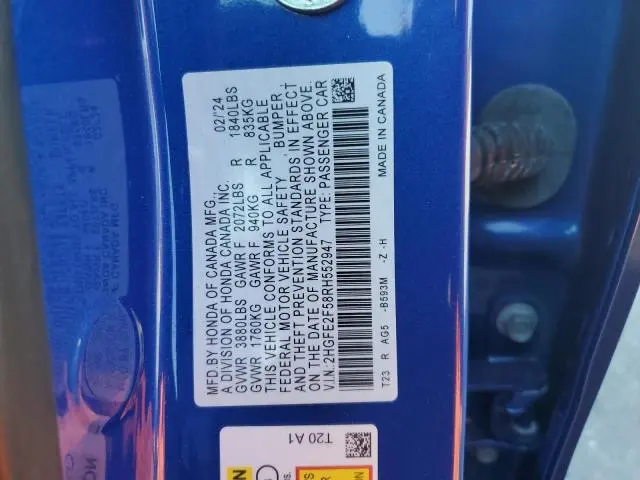 MFD.BY HONDA OF CANADA MFG., 02/'24
A DIVISION OF HONDA CANADA INC.
GVWR 3880LBS GAWR F 2072LBS R 1840LBS
GVWR 1760KG GAWR F 940KG R 835KG
THIS VEHICLE CONFORMS TO ALL APPLICABLE
FEDERAL MOTOR VEHICLE SAFETY, BUMPER,
AND THEFT PREVENTION STANDARDS IN EFFECT
ON THE DATE OF MANUFACTURE SHOWN ABOVE.
V.I.N.:2HGFE2F58RH552947 TYPE: PASSENGER CAR
T23 R AG5 -B593M -Z -H MADE IN CANADA
T20 A1